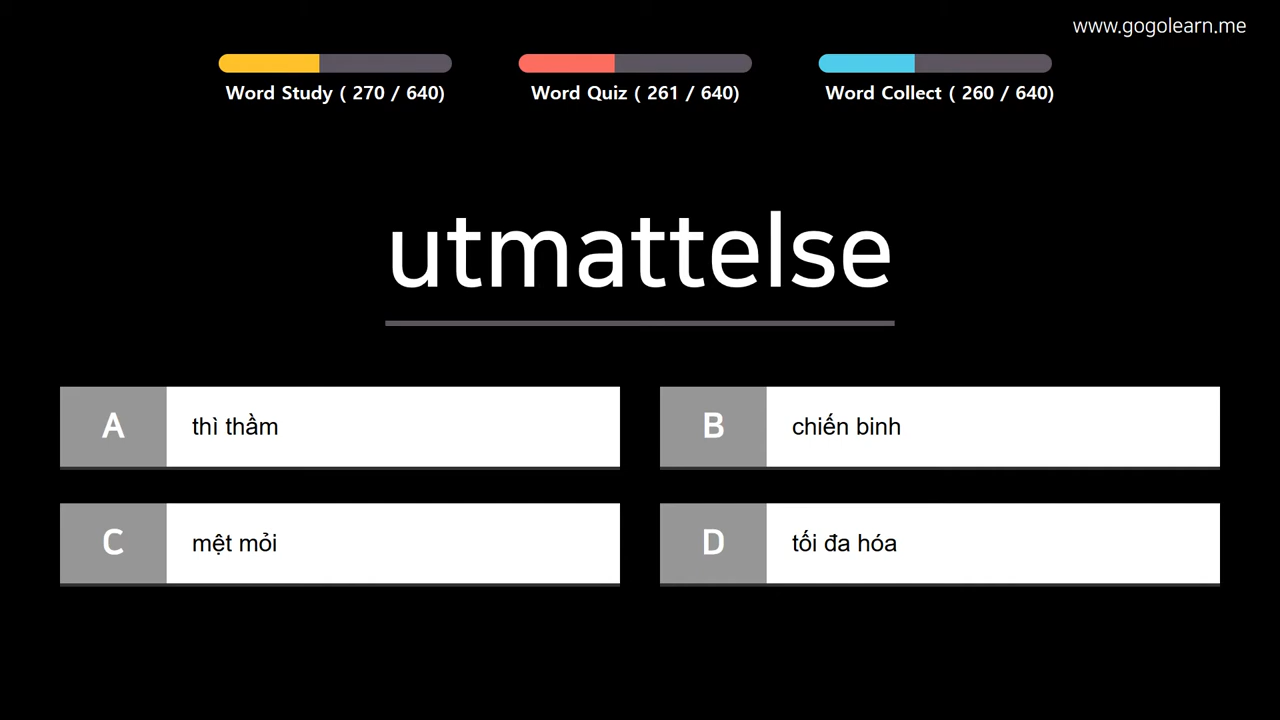 www.gogolearn.me
Word Study ( 270 / 640)
Word Quiz ( 261 / 640)
Word Collect ( 260 / 640)
utmattelse
A
thì thầm
B
chiến binh
C
mệt mỏi
D
tối đa hóa